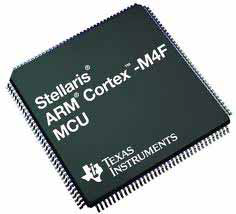 Stellaris®
ARM® Cortex™-M4F
MCU
TEXAS
INSTRUMENTS